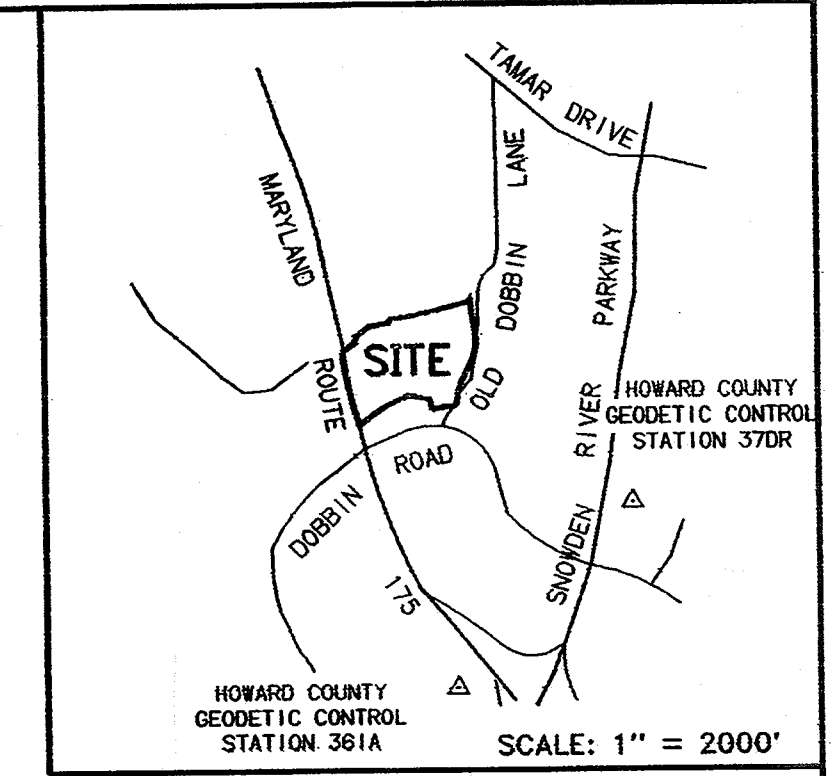 TAMAR DRIVE
MARYLAND ROUTE 175
OLD DOBBIN LANE
SNOWDEN RIVER PARKWAY
SITE
HOWARD COUNTY
GEODETIC CONTROL
STATION 37DR
DOBBIN ROAD
HOWARD COUNTY
GEODETIC CONTROL
STATION 361A
SCALE: 1" = 2000'